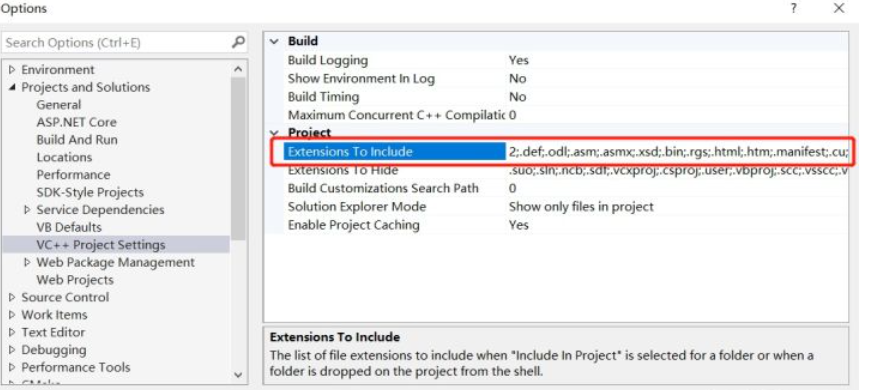 Options
? ×
Search Options (Ctrl+E)
Environment
Projects and Solutions
General
ASP.NET Core
Build And Run
Locations
Performance
SDK-Style Projects
Service Dependencies
VB Defaults
VC++ Project Settings
Web Package Management
Web Projects
Source Control
Work Items
Text Editor
Debugging
Performance Tools
Build
Build Logging Yes
Show Environment In Log No
Build Timing No
Maximum Concurrent C++ Compilatic 0
Project
Extensions To Include 2;.def;.odl;.asm;.asmx;.xsd;.bin;.rgs;.html;.htm;.manifest;.cu;
Extensions To Hide .suo;.sln;.ncb;.sdf;.vcxproj;.csproj;.user;.vbproj;.scc;.vsscc;.v
Build Customizations Search Path 0
Solution Explorer Mode Show only files in project
Enable Project Caching Yes
Extensions To Include
The list of file extensions to include when "Include In Project" is selected for a folder or when a
folder is dropped on the project from the shell.